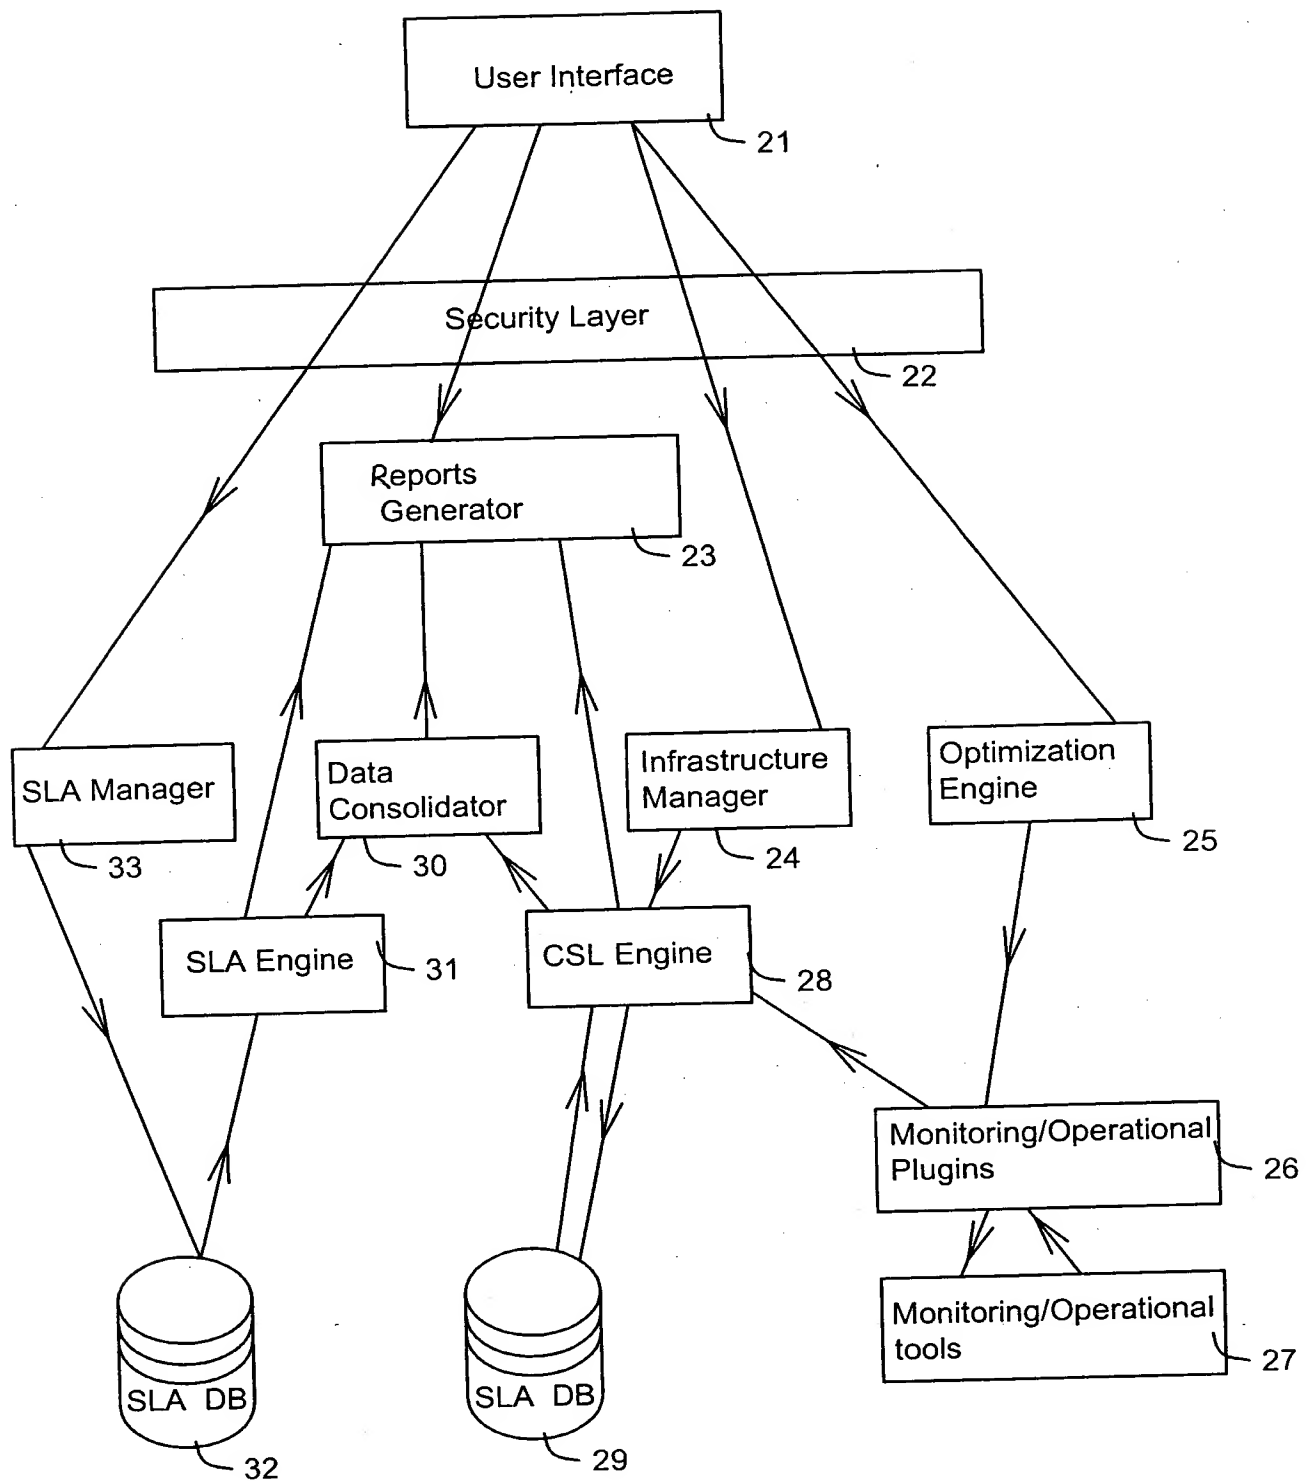 User Interface
21
Security Layer
22
Reports
Generator
23
SLA Manager
33
Data
Consolidator
30
Infrastructure
Manager
24
Optimization
Engine
25
SLA Engine
31
CSL Engine
28
Monitoring/Operational
Plugins
26
Monitoring/Operational
tools
27
SLA DB
32
SLA DB
29